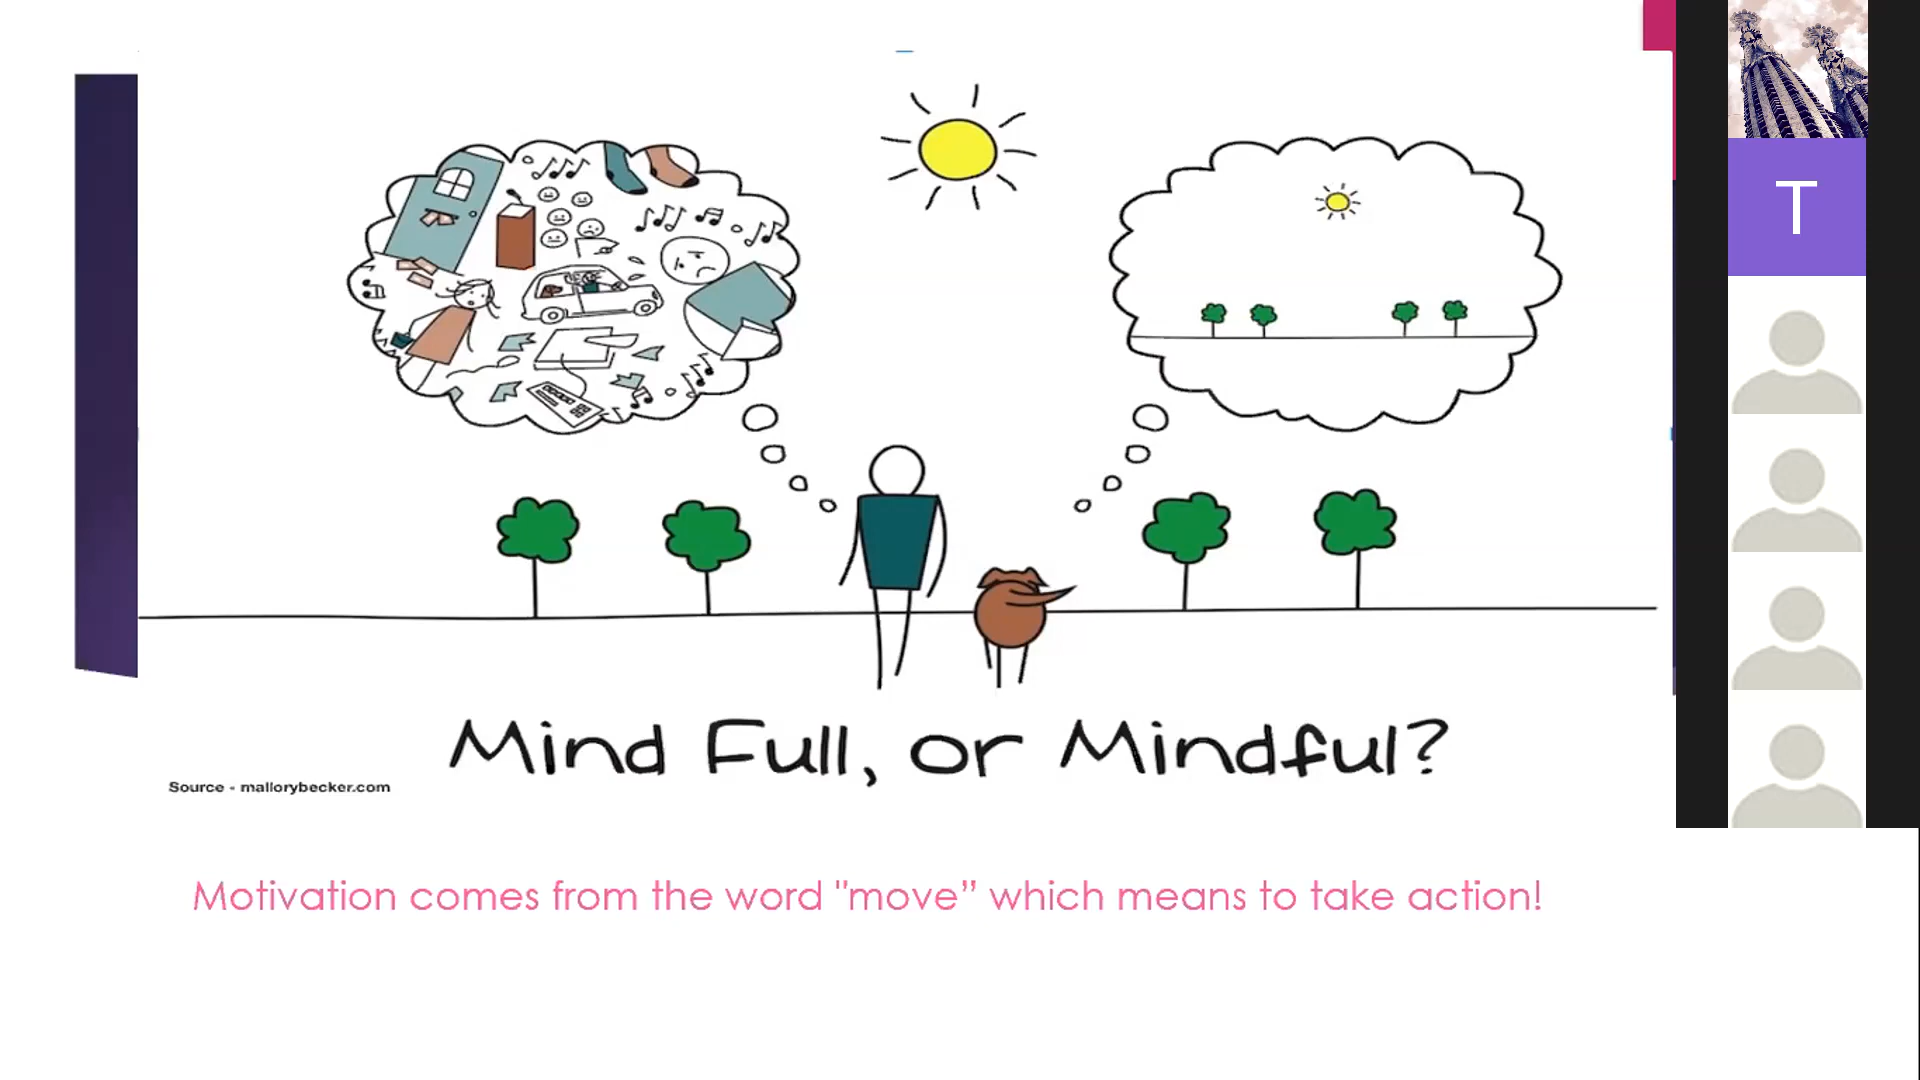 T
Mind Full, or Mindful?
Source - mallorybecker.com
Motivation comes from the word "move” which means to take action!